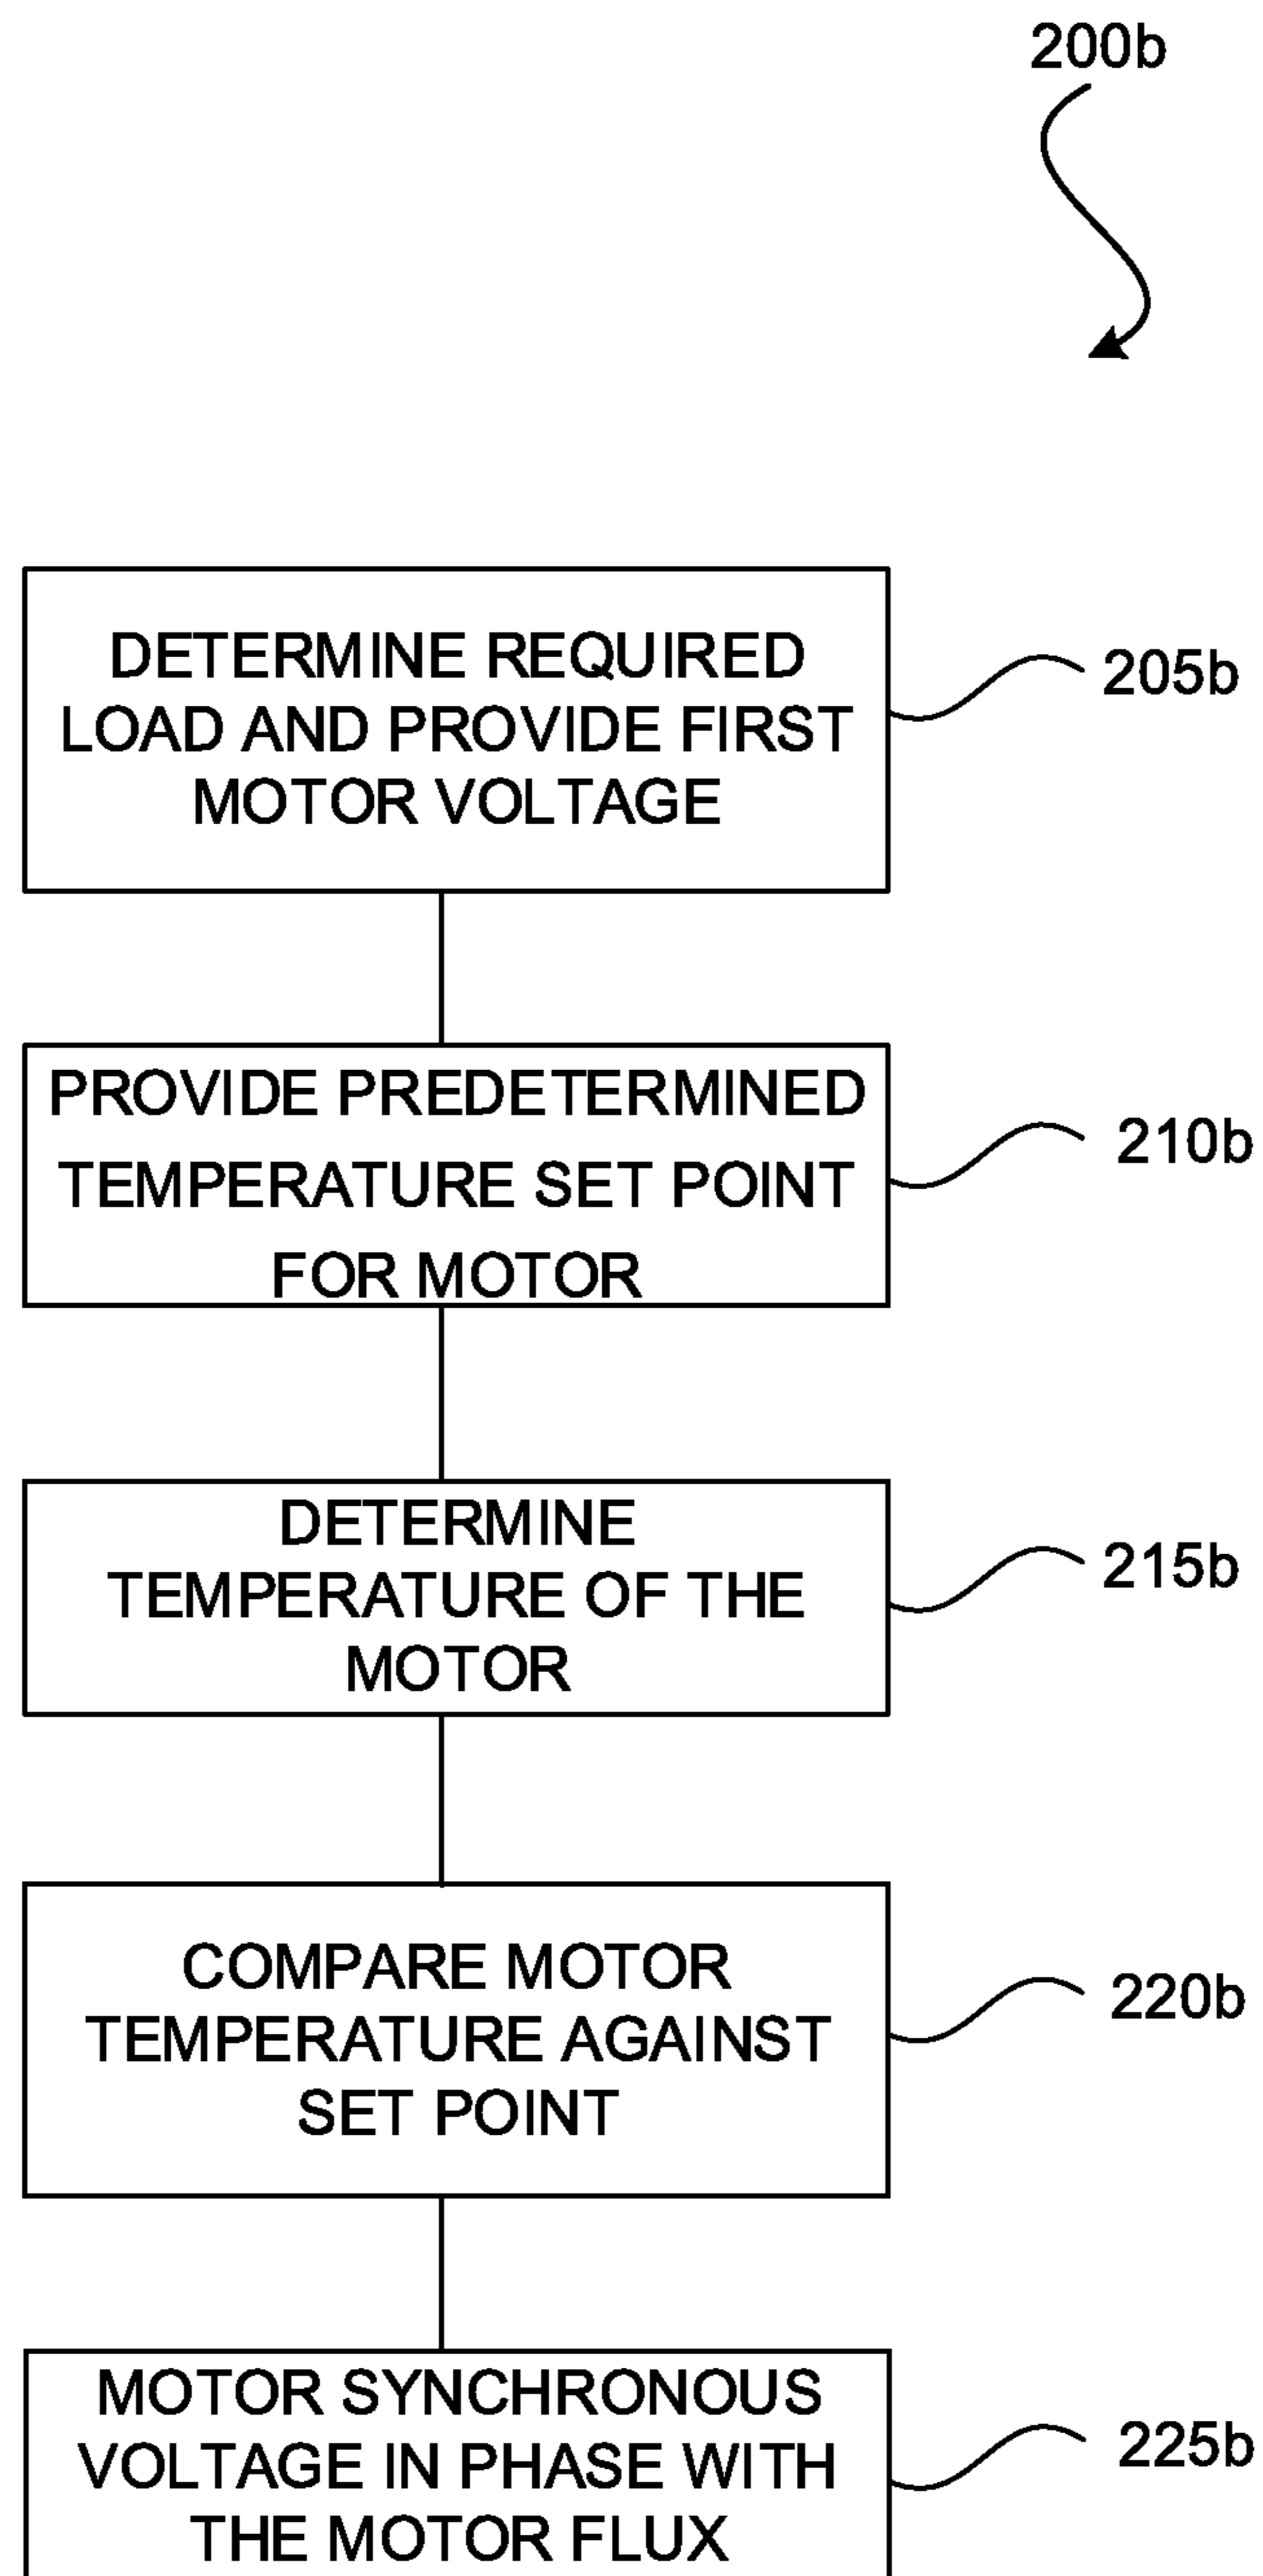 200b
DETERMINE REQUIRED
LOAD AND PROVIDE FIRST
MOTOR VOLTAGE
205b
PROVIDE PREDETERMINED
TEMPERATURE SET POINT
FOR MOTOR
210b
DETERMINE
TEMPERATURE OF THE
MOTOR
215b
COMPARE MOTOR
TEMPERATURE AGAINST
SET POINT
220b
MOTOR SYNCHRONOUS
VOLTAGE IN PHASE WITH
THE MOTOR FLUX
225b